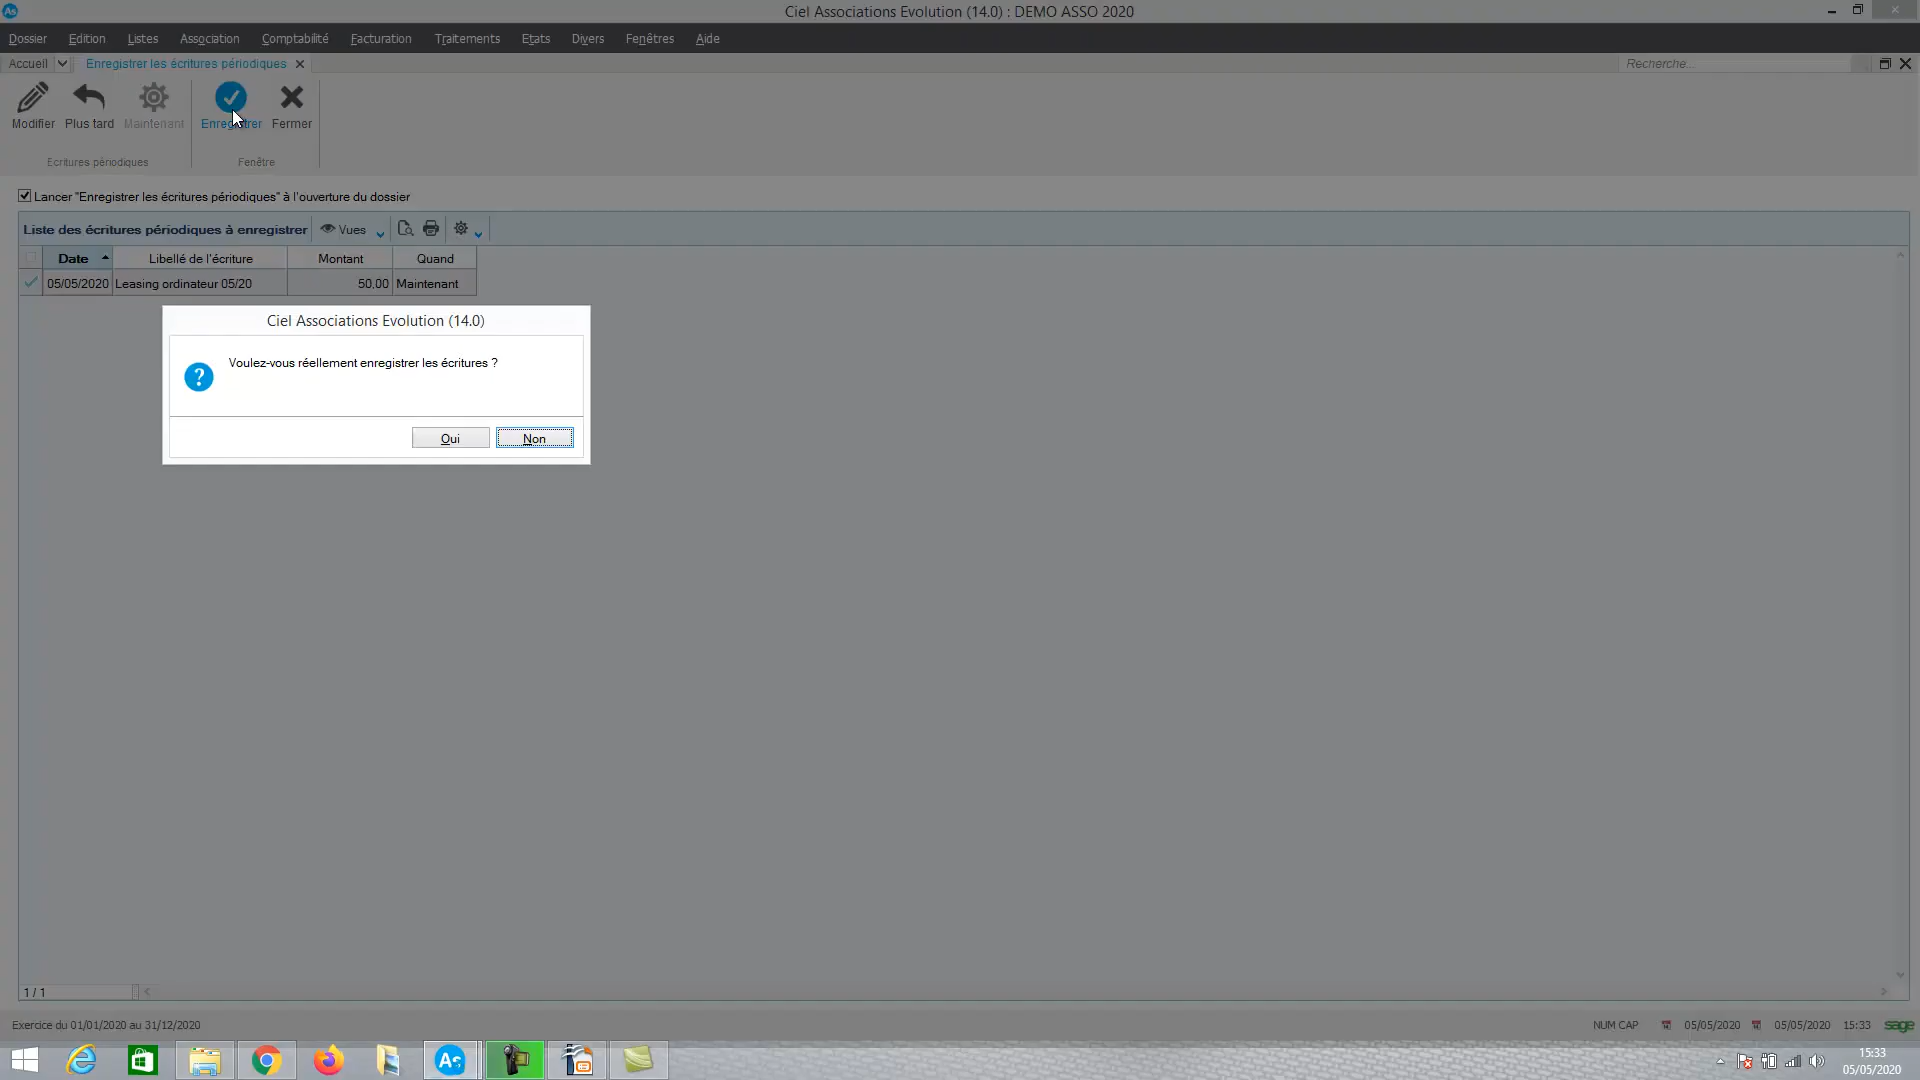 As
Ciel Associations Evolution (14.0) : DEMO ASSO 2020
Dossier Edition Listes Association Comptabilité Facturation Traitements Etats Divers Fenêtres Aide
Accueil Enregistrer les écritures périodiques Recherche...
Modifier Plus tard Maintenant Enregistrer Fermer
Ecritures périodiques Fenêtre
Lancer "Enregistrer les écritures périodiques" à l'ouverture du dossier
Liste des écritures périodiques à enregistrer Vues
Date Libellé de l'écriture Montant Quand
05/05/2020 Leasing ordinateur 05/20 50,00 Maintenant
Ciel Associations Evolution (14.0)
Voulez-vous réellement enregistrer les écritures ?
?
Oui Non
1 / 1
Exercice du 01/01/2020 au 31/12/2020 NUM CAP 05/05/2020 05/05/2020 15:33 sage
As
15:33
05/05/2020